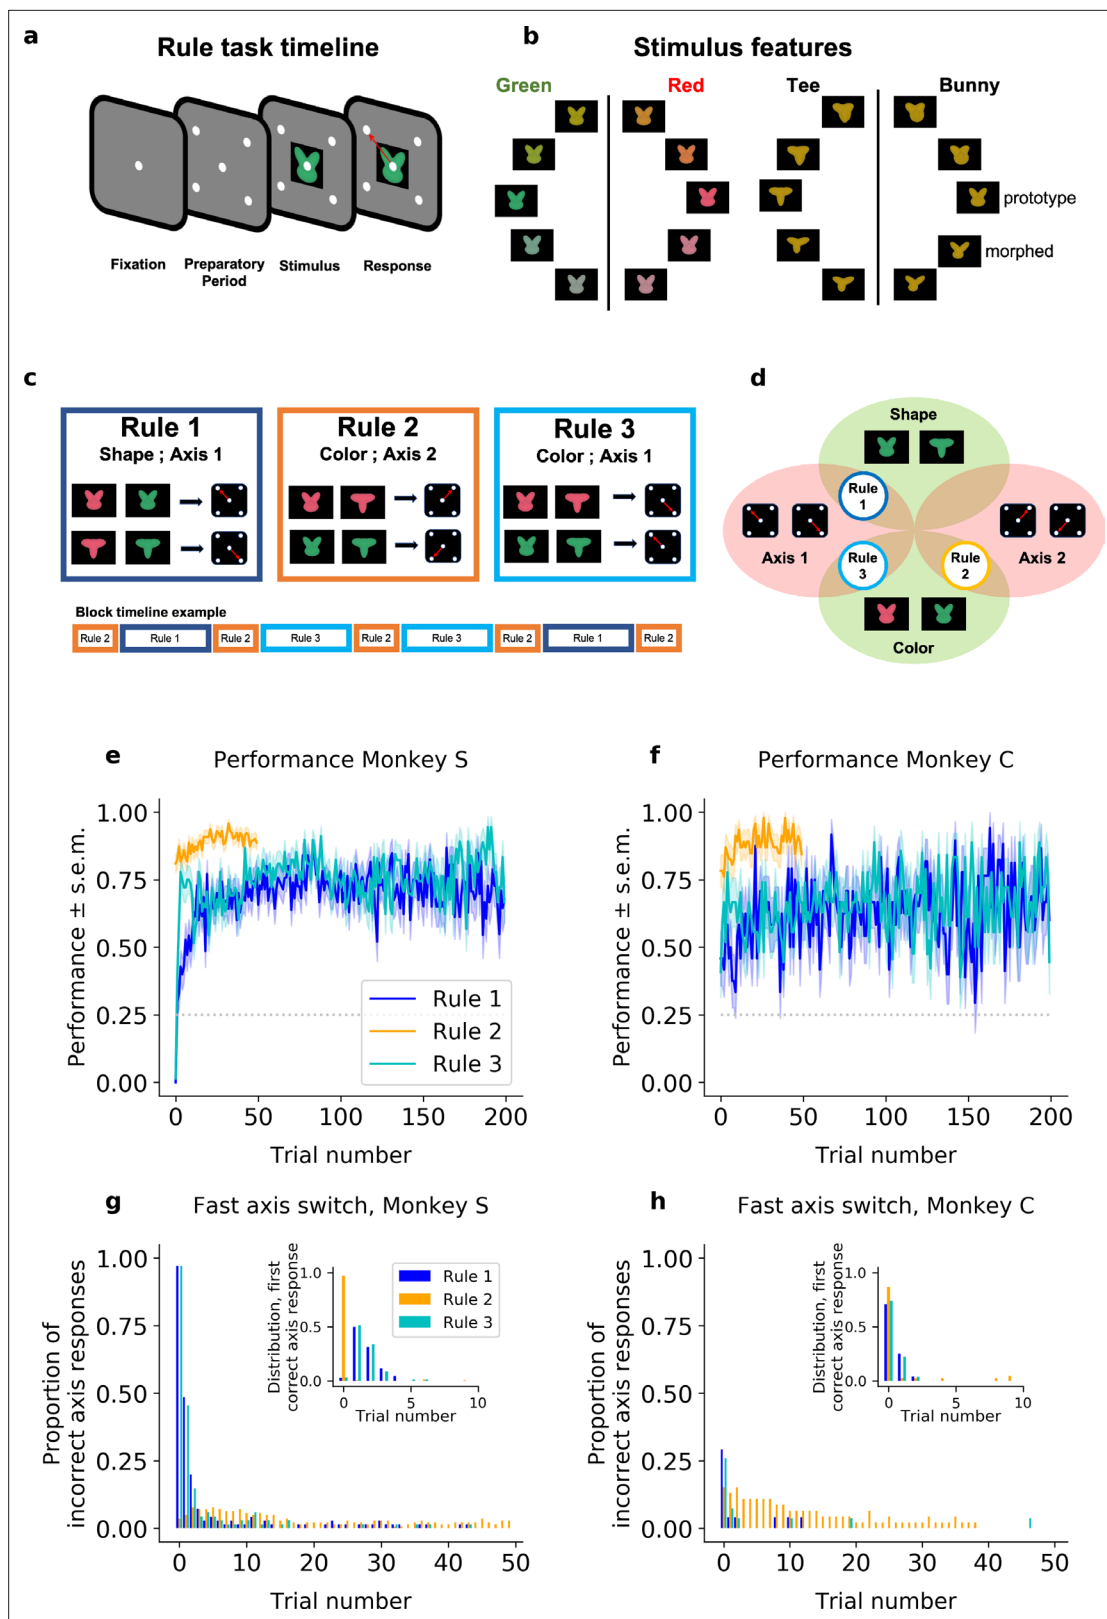 a
Rule task timeline
Fixation
Preparatory
Period
Stimulus
Response
b
Stimulus features
Green
Red
Tee
Bunny
prototype
morphed
c
Rule 1
Shape ; Axis 1
Rule 2
Color ; Axis 2
Rule 3
Color ; Axis 1
Block timeline example
Rule 2
Rule 1
Rule 2
Rule 3
Rule 2
Rule 3
Rule 2
Rule 1
Rule 2
d
Shape
Rule
1
Axis 1
Axis 2
Rule
3
Rule
2
Color
e
Performance Monkey S
Performance ± s.e.m.
1.00
0.75
0.50
0.25
0.00
Rule 1
Rule 2
Rule 3
0 50 100 150 200
Trial number
f
Performance Monkey C
Performance ± s.e.m.
1.00
0.75
0.50
0.25
0.00
0 50 100 150 200
Trial number
g
Fast axis switch, Monkey S
Proportion of
incorrect axis responses
1.00
0.75
0.50
0.25
0.00
Distribution, first
correct axis response
1.0
0.5
0.0
0 5 10
Trial number
Rule 1
Rule 2
Rule 3
0 10 20 30 40 50
Trial number
h
Fast axis switch, Monkey C
Proportion of
incorrect axis responses
1.00
0.75
0.50
0.25
0.00
Distribution, first
correct axis response
1.0
0.5
0.0
0 5 10
Trial number
0 10 20 30 40 50
Trial number